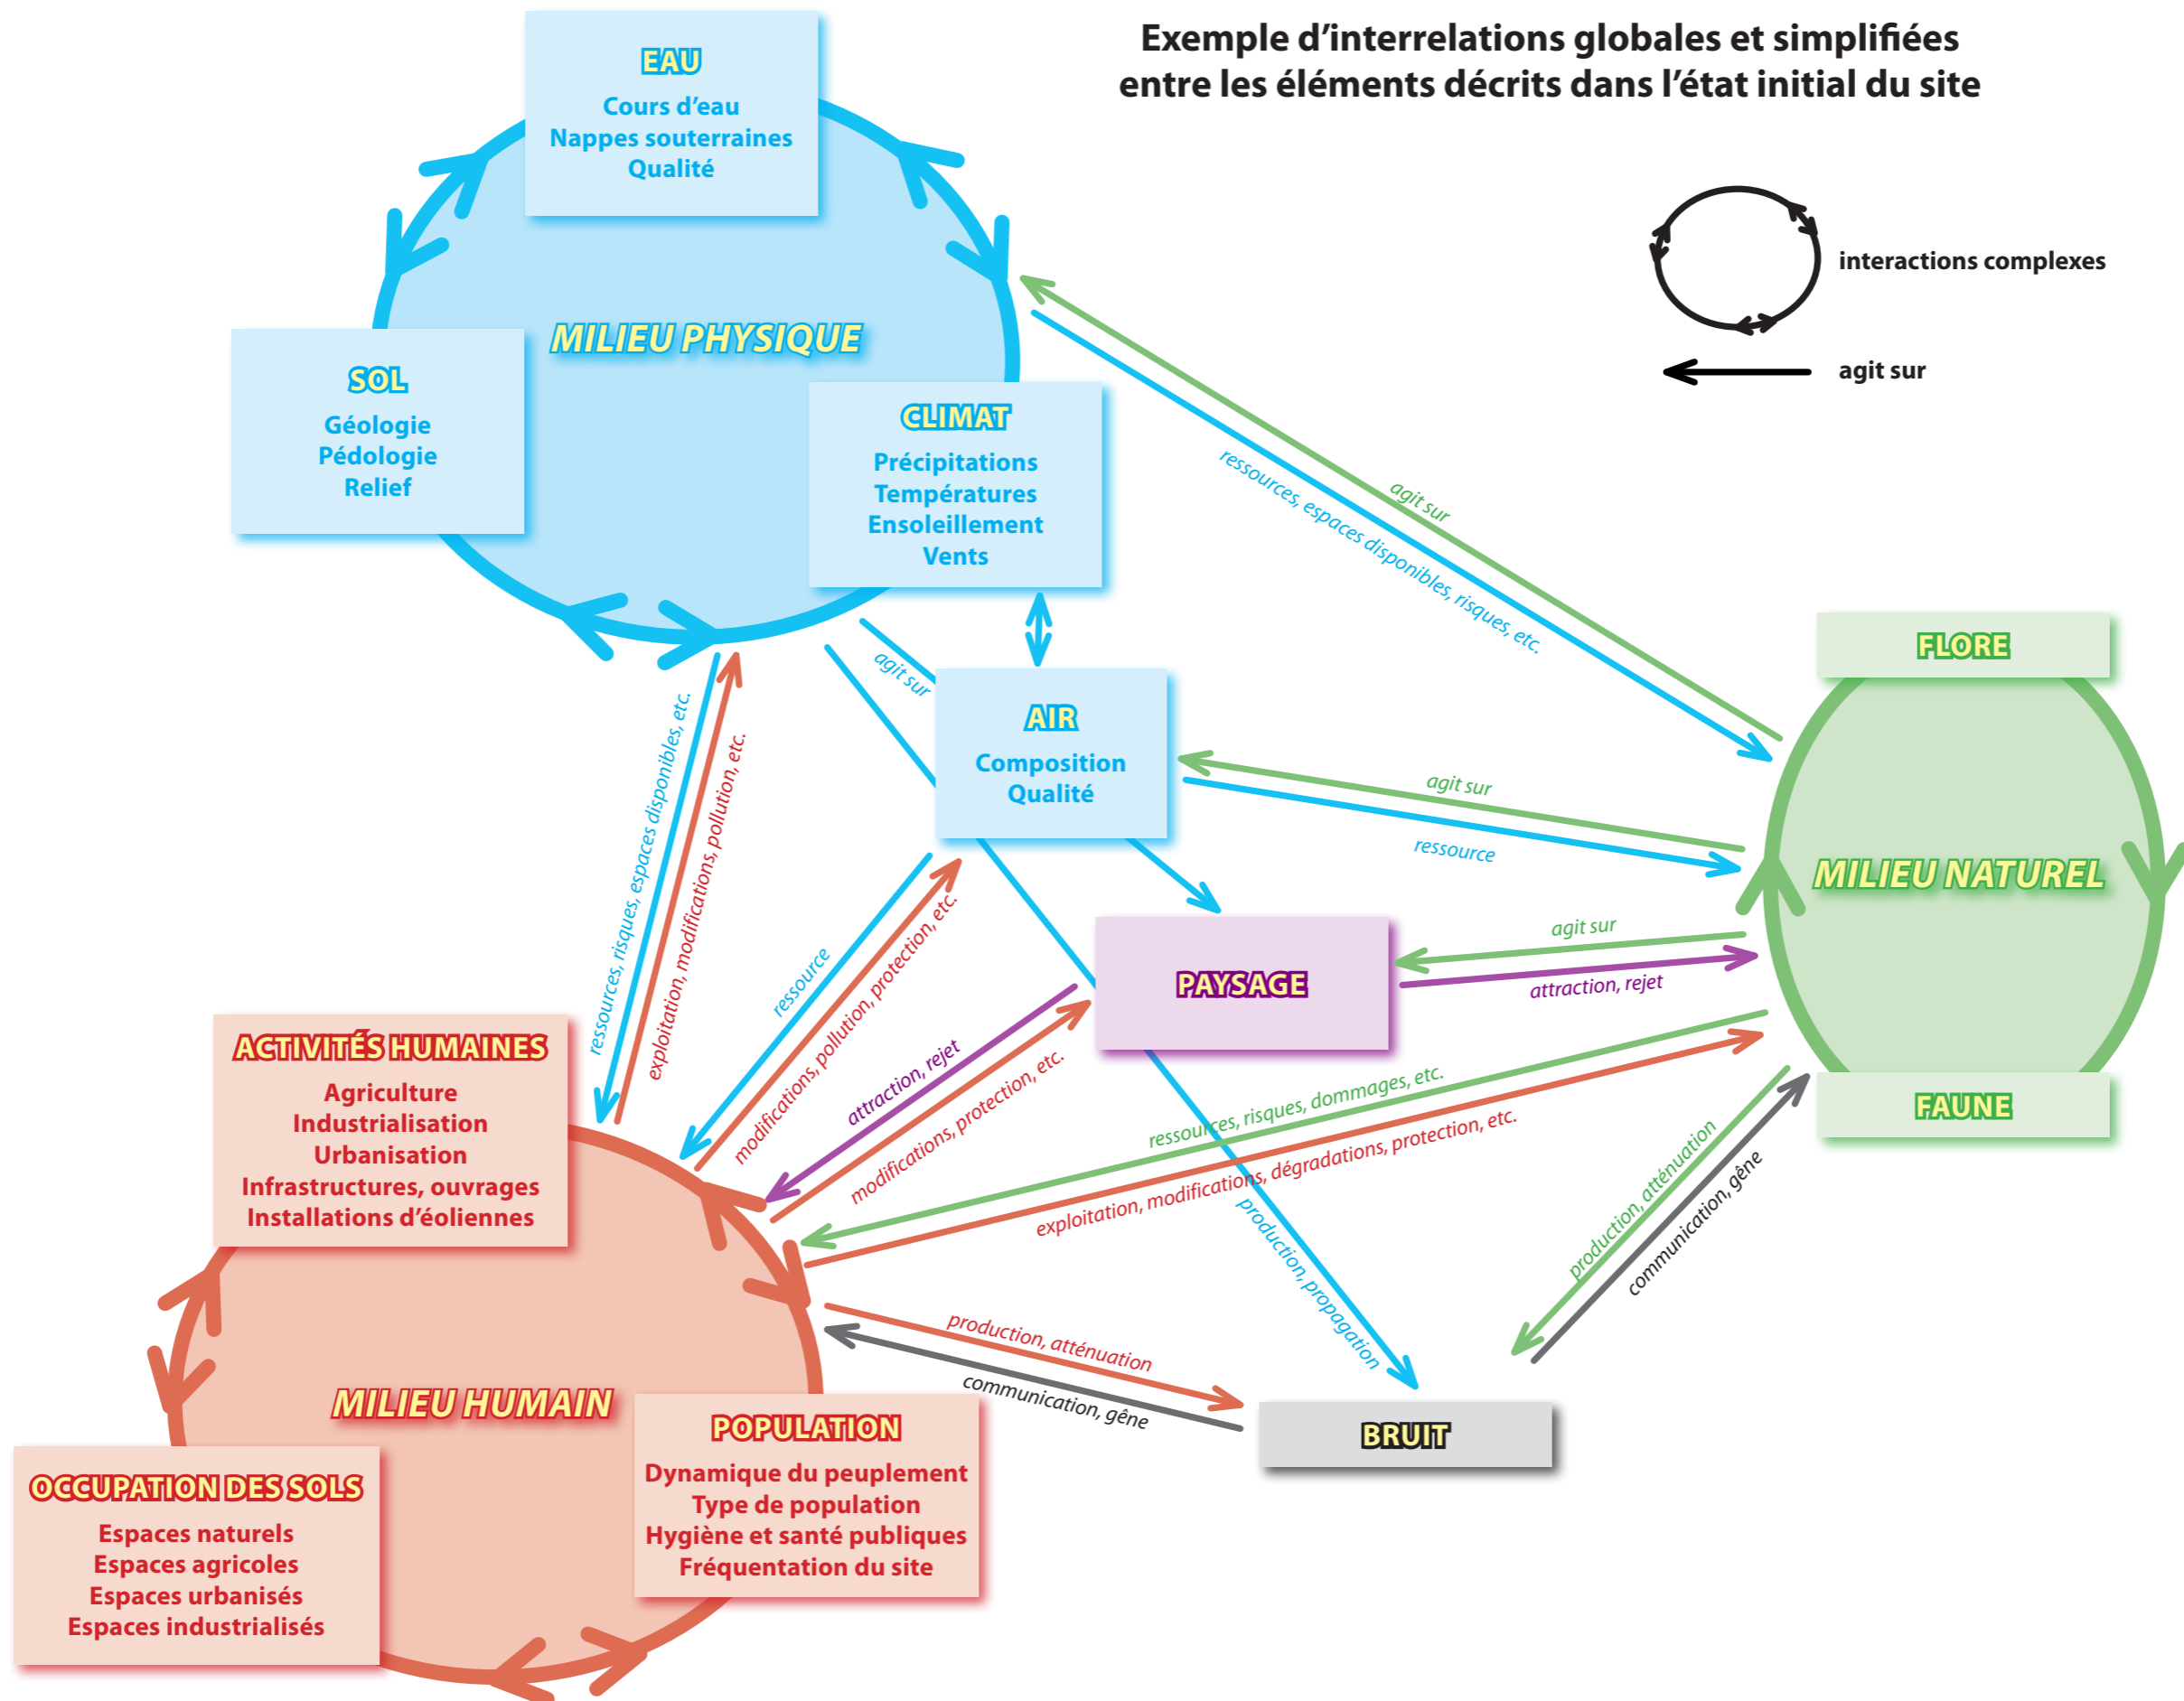 Exemple d’interrelations globales et simplifiées
entre les éléments décrits dans l’état initial du site
interactions complexes
agit sur
EAU
Cours d’eau
Nappes souterraines
Qualité
MILIEU PHYSIQUE
SOL
Géologie
Pédologie
Relief
CLIMAT
Précipitations
Températures
Ensoleillement
Vents
agit sur
ressources, espaces disponibles, risques, etc.
agit sur
AIR
Composition
Qualité
FLORE
MILIEU NATUREL
FAUNE
agit sur
ressource
agit sur
attraction, rejet
PAYSAGE
ressources, risques, espaces disponibles, etc.
exploitation, modifications, pollution, etc.
ressource
modifications, pollution, protection, etc.
attraction, rejet
modifications, protection, etc.
ressources, risques, dommages, etc.
exploitation, modifications, dégradations, protection, etc.
production, propagation
production, atténuation
communication, gêne
production, atténuation
communication, gêne
BRUIT
ACTIVITÉS HUMAINES
Agriculture
Industrialisation
Urbanisation
Infrastructures, ouvrages
Installations d’éoliennes
MILIEU HUMAIN
POPULATION
Dynamique du peuplement
Type de population
Hygiène et santé publiques
Fréquentation du site
OCCUPATION DES SOLS
Espaces naturels
Espaces agricoles
Espaces urbanisés
Espaces industrialisés